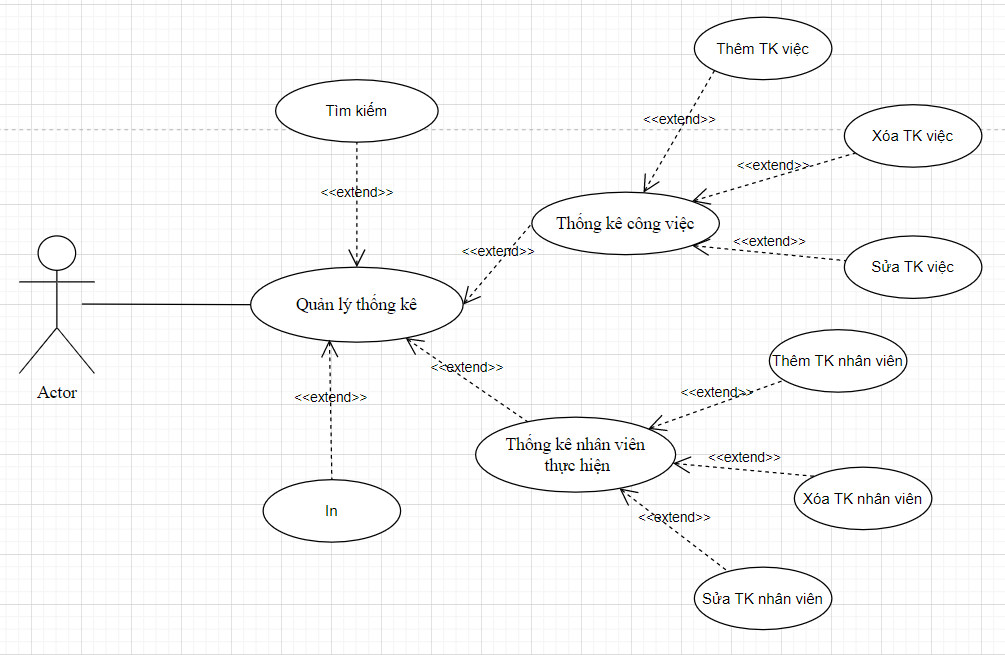 Thêm TK việc
Tìm kiếm
<<extend>>
Xóa TK việc
<<extend>>
<<extend>>
Thống kê công việc
<<extend>>
<<extend>>
Sửa TK việc
Quản lý thống kê
Actor
<<extend>>
Thêm TK nhân viên
<<extend>>
<<extend>>
Thống kê nhân viên
thực hiện
<<extend>>
Xóa TK nhân viên
In
<<extend>>
Sửa TK nhân viên